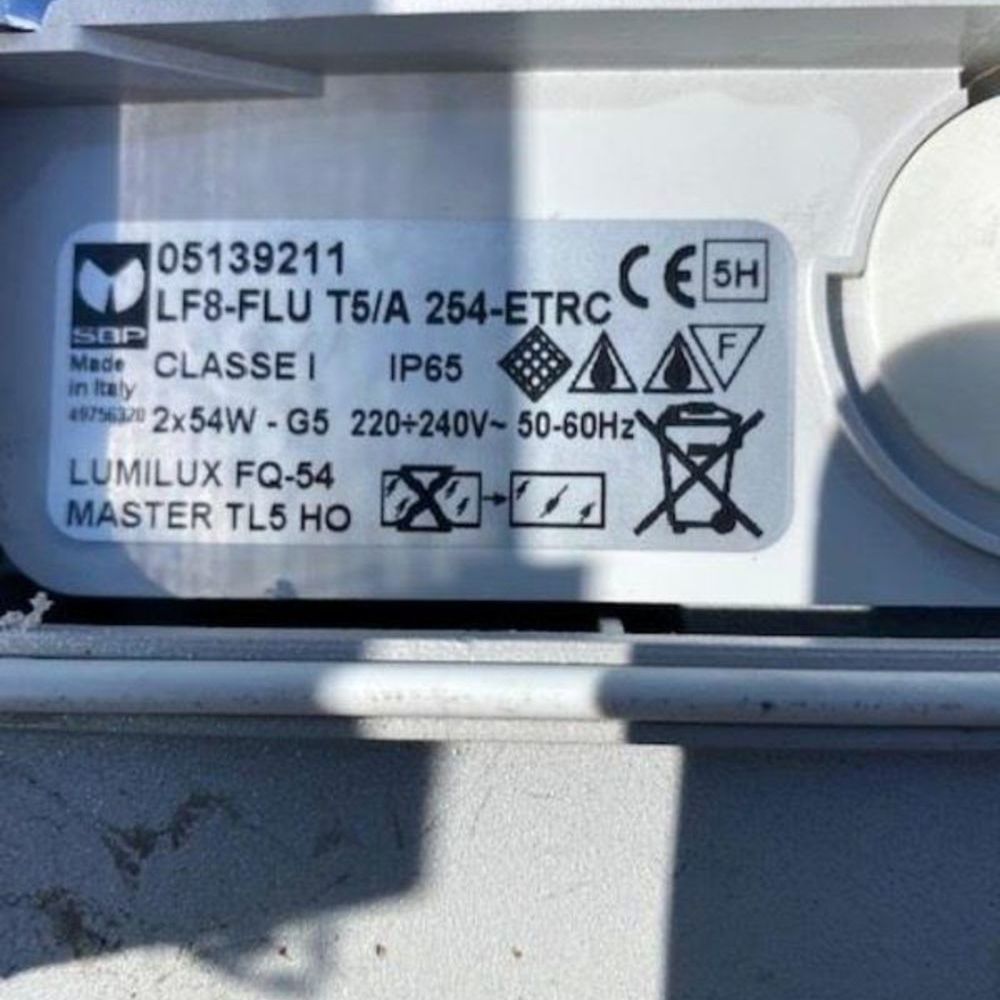 05139211
LF8-FLU T5/A 254-ETRC
CE 5H
SBP
Made
in Italy
CLASSE I IP65
F
49756320
2x54W - G5 220÷240V~ 50-60Hz
LUMILUX FQ-54
MASTER TL5 HO